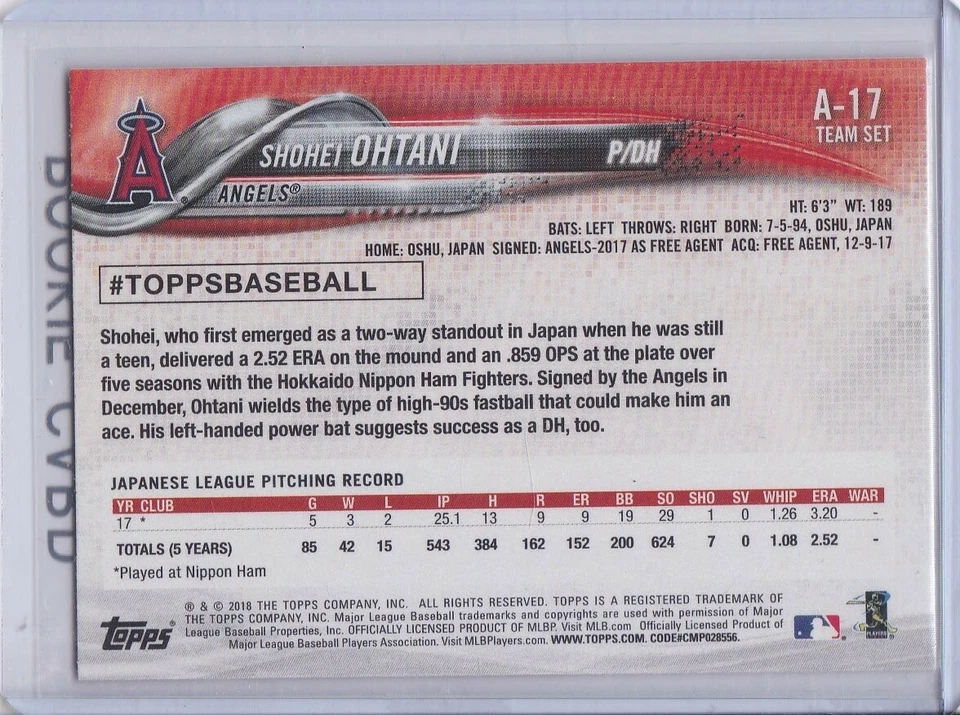 A-17
TEAM SET
SHOHEI OHTANI P/DH
ANGELS®
HT: 6'3" WT: 189
BATS: LEFT THROWS: RIGHT BORN: 7-5-94, OSHU, JAPAN
HOME: OSHU, JAPAN SIGNED: ANGELS-2017 AS FREE AGENT ACQ: FREE AGENT, 12-9-17
#TOPPSBASEBALL
Shohei, who first emerged as a two-way standout in Japan when he was still
a teen, delivered a 2.52 ERA on the mound and an .859 OPS at the plate over
five seasons with the Hokkaido Nippon Ham Fighters. Signed by the Angels in
December, Ohtani wields the type of high-90s fastball that could make him an
ace. His left-handed power bat suggests success as a DH, too.
JAPANESE LEAGUE PITCHING RECORD
YR CLUB G W L IP H R ER BB SO SHO SV WHIP ERA WAR
17 * 5 3 2 25.1 13 9 9 19 29 1 0 1.26 3.20 -
TOTALS (5 YEARS) 85 42 15 543 384 162 152 200 624 7 0 1.08 2.52 -
*Played at Nippon Ham
® & © 2018 THE TOPPS COMPANY, INC. ALL RIGHTS RESERVED. TOPPS IS A REGISTERED TRADEMARK OF
THE TOPPS COMPANY, INC. Major League Baseball trademarks and copyrights are used with permission of Major
League Baseball Properties, Inc. OFFICIALLY LICENSED PRODUCT OF MLBP. Visit MLB.com Officially Licensed Product of
Major League Baseball Players Association. Visit MLBPlayers.com. WWW.TOPPS.COM. CODE#CMP028556.
Topps
PLAYERS